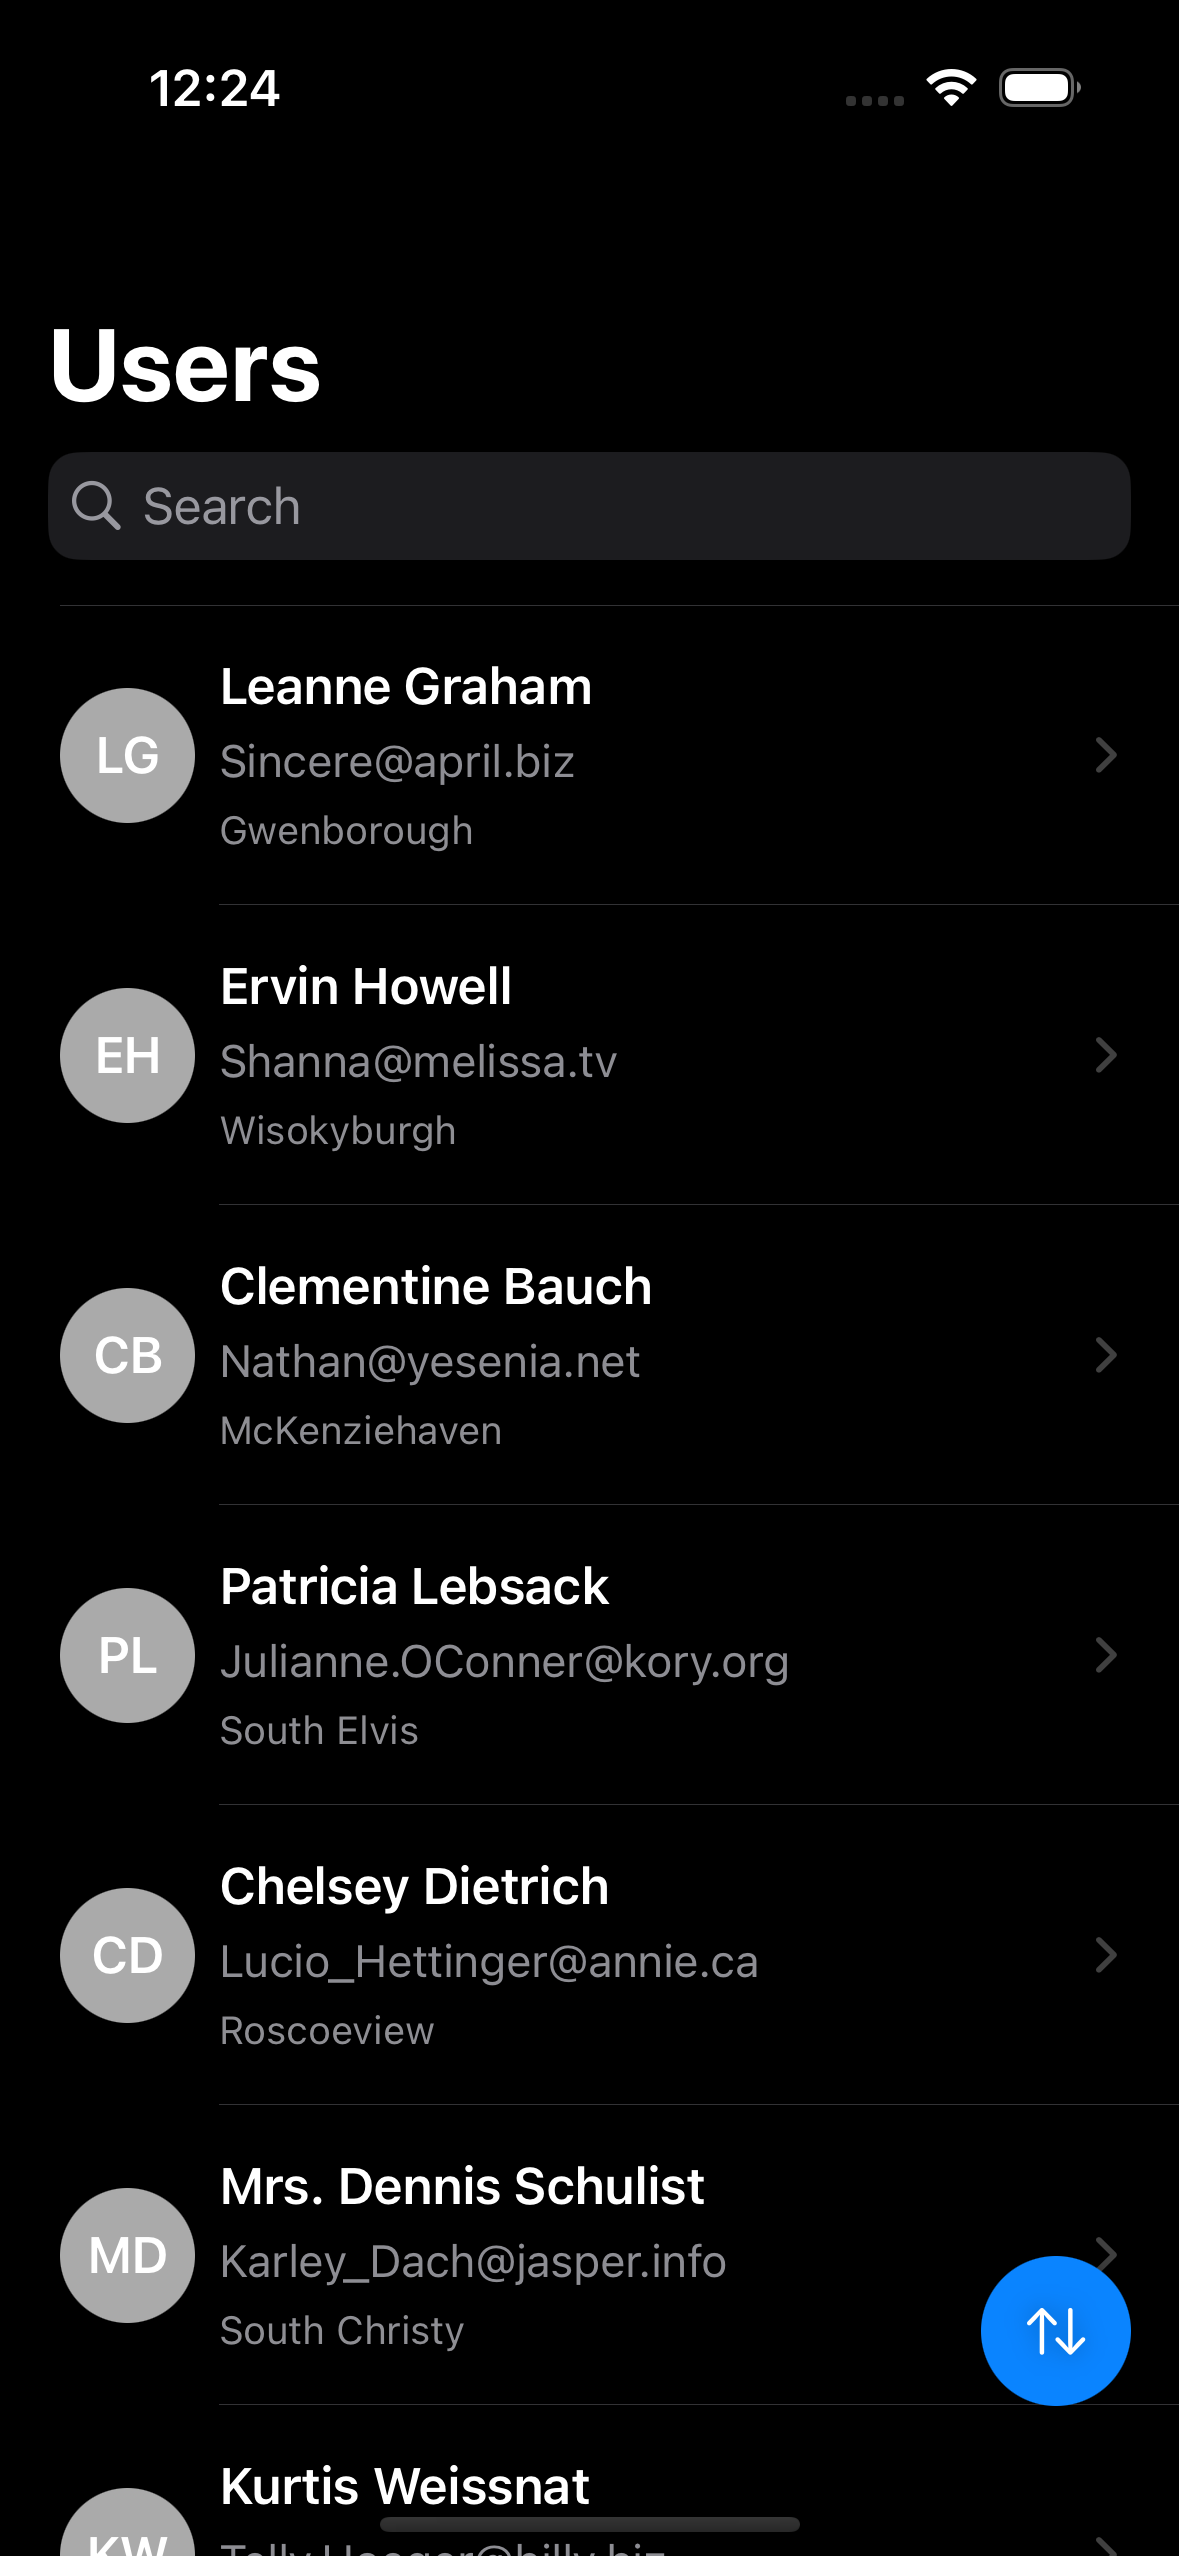 12:24
Users
Search
LG
Leanne Graham
Sincere@april.biz
Gwenborough
EH
Ervin Howell
Shanna@melissa.tv
Wisokyburgh
CB
Clementine Bauch
Nathan@yesenia.net
McKenziehaven
PL
Patricia Lebsack
Julianne.OConner@kory.org
South Elvis
CD
Chelsey Dietrich
Lucio_Hettinger@annie.ca
Roscoeview
MD
Mrs. Dennis Schulist
Karley_Dach@jasper.info
South Christy
KW
Kurtis Weissnat